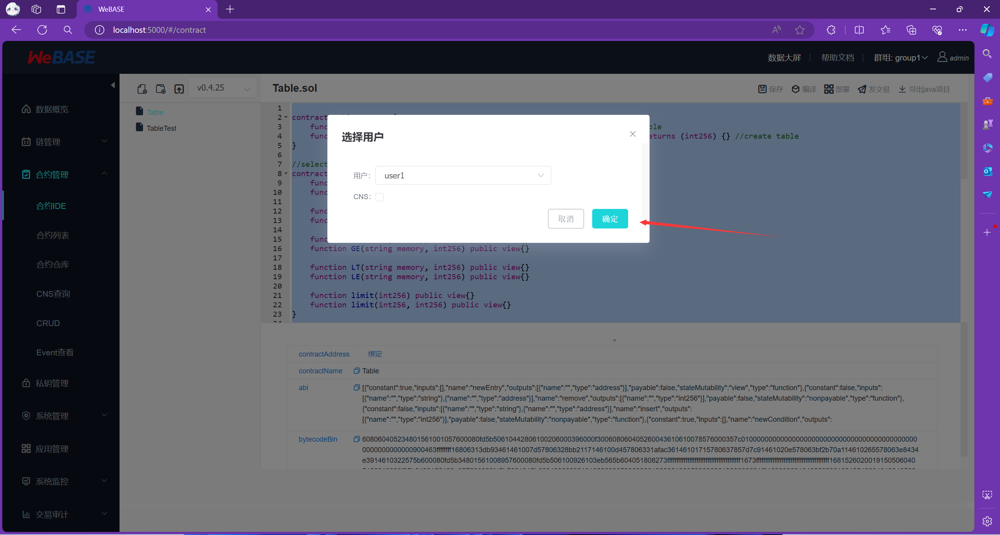 WeBASE
localhost:5000/#/contract
WeBASE
数据大屏
帮助文档
群组: group1
admin
v0.4.25
Table.sol
保存
编译
部署
发交易
导出java项目
数据概览
链管理
合约管理
合约IDE
合约列表
合约仓库
CNS查询
CRUD
Event查看
私钥管理
系统管理
应用管理
系统监控
交易审计
Table
TableTest
1
2 contract
3 func ble
4 func eturns (int256) {} //create table
5 }
6
7 //select
8 contract
9 func
10 func
11
12 func
13 func
14
15 func
16 function GE(string memory, int256) public view{}
17
18 function LT(string memory, int256) public view{}
19 function LE(string memory, int256) public view{}
20
21 function limit(int256) public view{}
22 function limit(int256, int256) public view{}
23 }
选择用户
用户:
user1
CNS:
取消
确定
contractAddress 绑定
contractName Table
abi [{"constant":true,"inputs":[],"name":"newEntry","outputs":[{"name":"","type":"address"}],"payable":false,"stateMutability":"view","type":"function"},{"constant":false,"inputs":
[{"name":"","type":"string"},{"name":"","type":"address"}],"name":"remove","outputs":[{"name":"","type":"int256"}],"payable":false,"stateMutability":"nonpayable","type":"function"},
{"constant":false,"inputs":[{"name":"","type":"string"},{"name":"","type":"address"}],"name":"insert","outputs":
[{"name":"","type":"int256"}],"payable":false,"stateMutability":"nonpayable","type":"function"},{"constant":true,"inputs":[],"name":"newCondition","outputs":
bytecodeBin